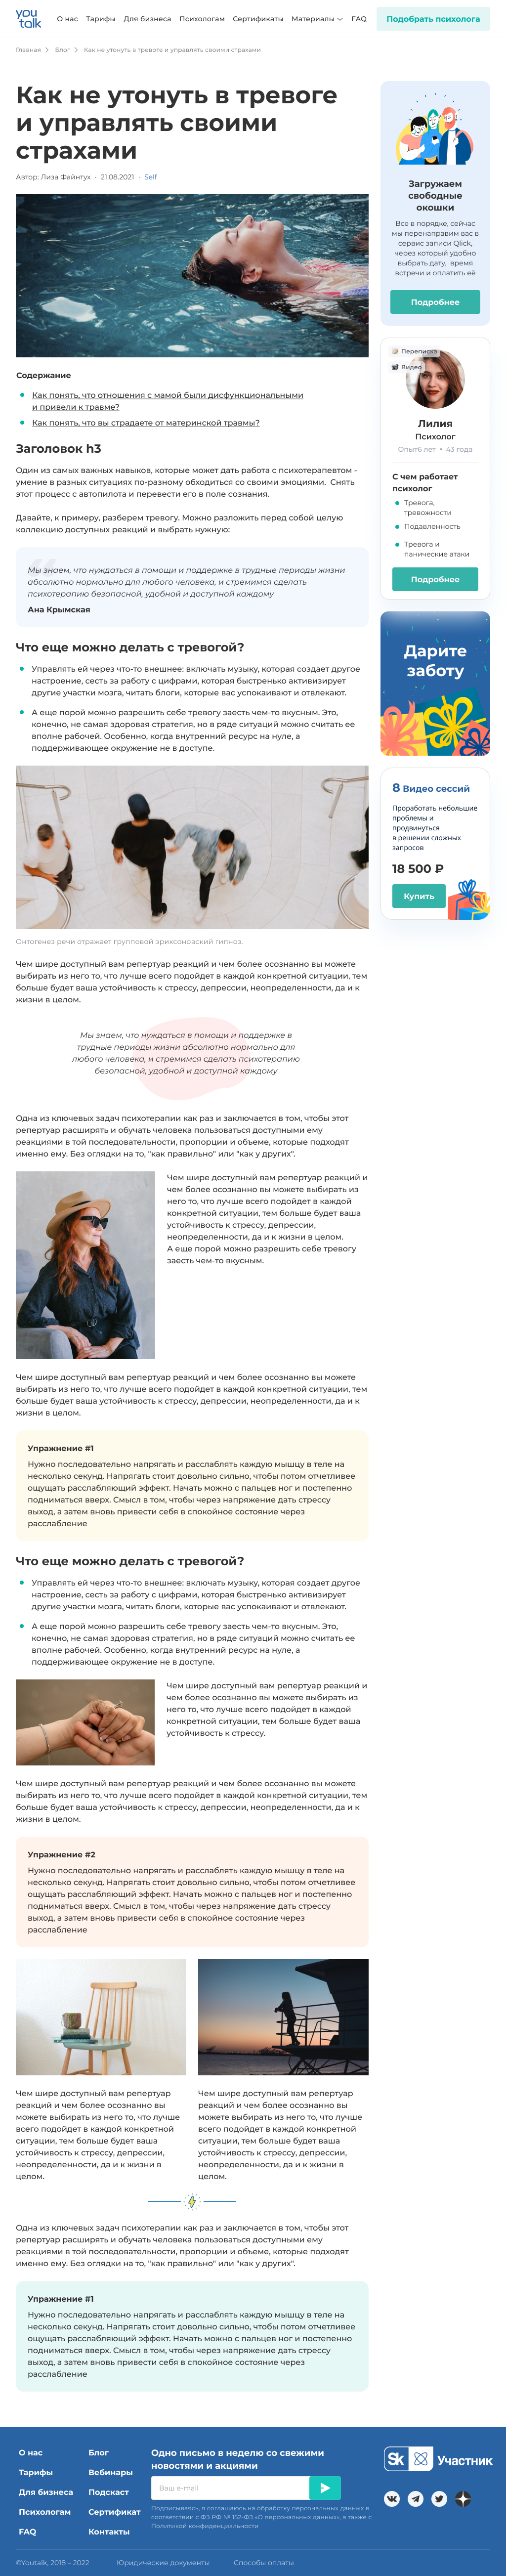 you
talk
О нас Тарифы Для бизнеса Психологам Сертификаты Материалы FAQ
Подобрать психолога
Главная Блог Как не утонуть в тревоге и управлять своими страхами
Как не утонуть в тревоге
и управлять своими
страхами
Автор: Лиза Файнтух · 21.08.2021 · Self
Содержание
Как понять, что отношения с мамой были дисфункциональными
и привели к травме?
Как понять, что вы страдаете от материнской травмы?
Заголовок h3
Один из самых важных навыков, которые может дать работа с психотерапевтом -
умение в разных ситуациях по-разному обходиться со своими эмоциями. Снять
этот процесс с автопилота и перевести его в поле сознания.
Давайте, к примеру, разберем тревогу. Можно разложить перед собой целую
коллекцию доступных реакций и выбрать нужную:
Мы знаем, что нуждаться в помощи и поддержке в трудные периоды жизни
абсолютно нормально для любого человека, и стремимся сделать
психотерапию безопасной, удобной и доступной каждому
Ана Крымская
Что еще можно делать с тревогой?
Управлять ей через что-то внешнее: включать музыку, которая создает другое
настроение, сесть за работу с цифрами, которая быстренько активизирует
другие участки мозга, читать блоги, которые вас успокаивают и отвлекают.
А еще порой можно разрешить себе тревогу заесть чем-то вкусным. Это,
конечно, не самая здоровая стратегия, но в ряде ситуаций можно считать ее
вполне рабочей. Особенно, когда внутренний ресурс на нуле, а
поддерживающее окружение не в доступе.
Онтогенез речи отражает групповой эриксоновский гипноз.
Чем шире доступный вам репертуар реакций и чем более осознанно вы можете
выбирать из него то, что лучше всего подойдет в каждой конкретной ситуации, тем
больше будет ваша устойчивость к стрессу, депрессии, неопределенности, да и к
жизни в целом.
Мы знаем, что нуждаться в помощи и поддержке в
трудные периоды жизни абсолютно нормально для
любого человека, и стремимся сделать психотерапию
безопасной, удобной и доступной каждому
Одна из ключевых задач психотерапии как раз и заключается в том, чтобы этот
репертуар расширять и обучать человека пользоваться доступными ему
реакциями в той последовательности, пропорции и объеме, которые подходят
именно ему. Без оглядки на то, "как правильно" или "как у других".
Чем шире доступный вам репертуар реакций и
чем более осознанно вы можете выбирать из
него то, что лучше всего подойдет в каждой
конкретной ситуации, тем больше будет ваша
устойчивость к стрессу, депрессии,
неопределенности, да и к жизни в целом.
А еще порой можно разрешить себе тревогу
заесть чем-то вкусным.
Чем шире доступный вам репертуар реакций и чем более осознанно вы можете
выбирать из него то, что лучше всего подойдет в каждой конкретной ситуации, тем
больше будет ваша устойчивость к стрессу, депрессии, неопределенности, да и к
жизни в целом.
Упражнение #1
Нужно последовательно напрягать и расслаблять каждую мышцу в теле на
несколько секунд. Напрягать стоит довольно сильно, чтобы потом отчетливее
ощущать расслабляющий эффект. Начать можно с пальцев ног и постепенно
подниматься вверх. Смысл в том, чтобы через напряжение дать стрессу
выход, а затем вновь привести себя в спокойное состояние через
расслабление
Что еще можно делать с тревогой?
Управлять ей через что-то внешнее: включать музыку, которая создает другое
настроение, сесть за работу с цифрами, которая быстренько активизирует
другие участки мозга, читать блоги, которые вас успокаивают и отвлекают.
А еще порой можно разрешить себе тревогу заесть чем-то вкусным. Это,
конечно, не самая здоровая стратегия, но в ряде ситуаций можно считать ее
вполне рабочей. Особенно, когда внутренний ресурс на нуле, а
поддерживающее окружение не в доступе.
Чем шире доступный вам репертуар реакций и
чем более осознанно вы можете выбирать из
него то, что лучше всего подойдет в каждой
конкретной ситуации, тем больше будет ваша
устойчивость к стрессу.
Чем шире доступный вам репертуар реакций и чем более осознанно вы можете
выбирать из него то, что лучше всего подойдет в каждой конкретной ситуации, тем
больше будет ваша устойчивость к стрессу, депрессии, неопределенности, да и к
жизни в целом.
Упражнение #2
Нужно последовательно напрягать и расслаблять каждую мышцу в теле на
несколько секунд. Напрягать стоит довольно сильно, чтобы потом отчетливее
ощущать расслабляющий эффект. Начать можно с пальцев ног и постепенно
подниматься вверх. Смысл в том, чтобы через напряжение дать стрессу
выход, а затем вновь привести себя в спокойное состояние через
расслабление
Чем шире доступный вам репертуар
реакций и чем более осознанно вы
можете выбирать из него то, что лучше
всего подойдет в каждой конкретной
ситуации, тем больше будет ваша
устойчивость к стрессу, депрессии,
неопределенности, да и к жизни в
целом.
Чем шире доступный вам репертуар
реакций и чем более осознанно вы
можете выбирать из него то, что лучше
всего подойдет в каждой конкретной
ситуации, тем больше будет ваша
устойчивость к стрессу, депрессии,
неопределенности, да и к жизни в
целом.
Одна из ключевых задач психотерапии как раз и заключается в том, чтобы этот
репертуар расширять и обучать человека пользоваться доступными ему
реакциями в той последовательности, пропорции и объеме, которые подходят
именно ему. Без оглядки на то, "как правильно" или "как у других".
Упражнение #1
Нужно последовательно напрягать и расслаблять каждую мышцу в теле на
несколько секунд. Напрягать стоит довольно сильно, чтобы потом отчетливее
ощущать расслабляющий эффект. Начать можно с пальцев ног и постепенно
подниматься вверх. Смысл в том, чтобы через напряжение дать стрессу
выход, а затем вновь привести себя в спокойное состояние через
расслабление
Загружаем
свободные
окошки
Все в порядке, сейчас
мы перенаправим вас в
сервис записи Qlick,
через который удобно
выбрать дату, время
встречи и оплатить её
Подробнее
Переписка
Видео
Лилия
Психолог
Опыт6 лет • 43 года
С чем работает
психолог
Тревога,
тревожности
Подавленность
Тревога и
панические атаки
Подробнее
Дарите
заботу
8 Видео сессий
Проработать небольшие
проблемы и
продвинуться
в решении сложных
запросов
18 500 ₽
Купить
О нас
Тарифы
Для бизнеса
Психологам
FAQ
Блог
Вебинары
Подскаст
Сертификат
Контакты
Одно письмо в неделю со свежими
новостями и акциями
Ваш e-mail
Подписываясь, я соглашаюсь на обработку персональных данных в
соответствии с ФЗ РФ № 152-ФЗ «О персональных данных», а также с
Политикой конфиденциальности
Sk Участник
©Youtalk, 2018 – 2022 Юридические документы Способы оплаты